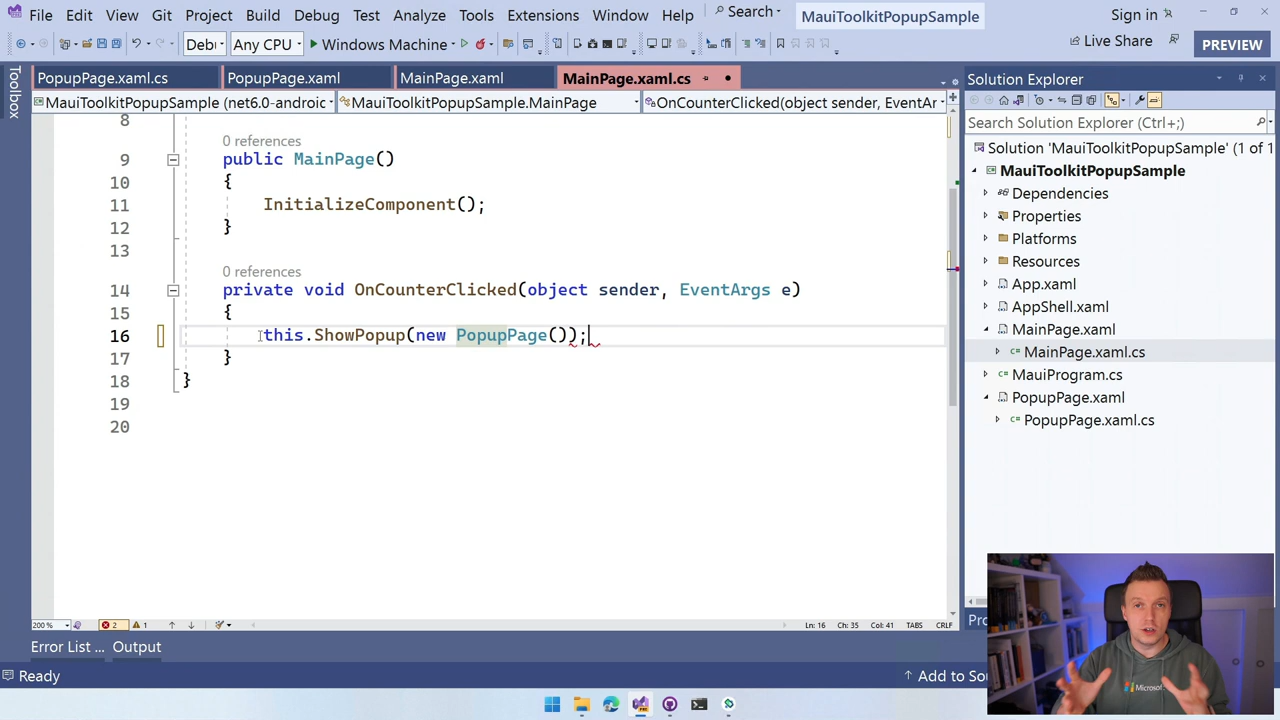 File Edit View Git Project Build Debug Test Analyze Tools Extensions Window Help Search MauiToolkitPopupSample Sign in
Any CPU Windows Machine Live Share PREVIEW
Toolbox
PopupPage.xaml.cs PopupPage.xaml MainPage.xaml MainPage.xaml.cs
MauiToolkitPopupSample (net6.0-androic MauiToolkitPopupSample.MainPage OnCounterClicked(object sender, EventAr
8
0 references
9 public MainPage()
10 {
11 InitializeComponent();
12 }
13
0 references
14 private void OnCounterClicked(object sender, EventArgs e)
15 {
16 this.ShowPopup(new PopupPage());
17 }
18 }
19
20
200 % 2 1 Ln: 16 Ch: 35 Col: 41 TABS CRLF
Error List ... Output
Ready Add to Sou
Solution Explorer
Search Solution Explorer (Ctrl+;)
Solution 'MauiToolkitPopupSample' (1 of 1
MauiToolkitPopupSample
Dependencies
Properties
Platforms
Resources
App.xaml
AppShell.xaml
MainPage.xaml
MainPage.xaml.cs
MauiProgram.cs
PopupPage.xaml
PopupPage.xaml.cs
Microsoft